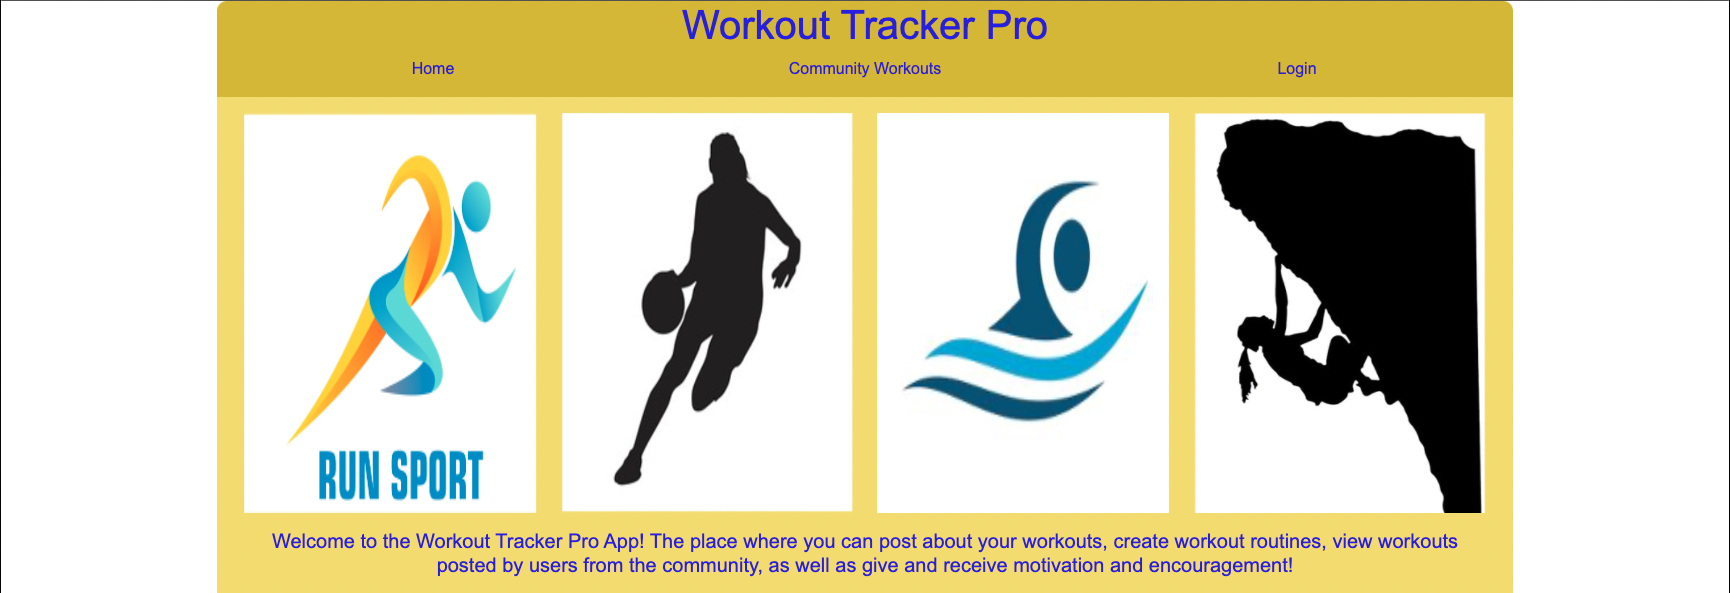 Workout Tracker Pro
Home Community Workouts Login
RUN SPORT
Welcome to the Workout Tracker Pro App! The place where you can post about your workouts, create workout routines, view workouts
posted by users from the community, as well as give and receive motivation and encouragement!